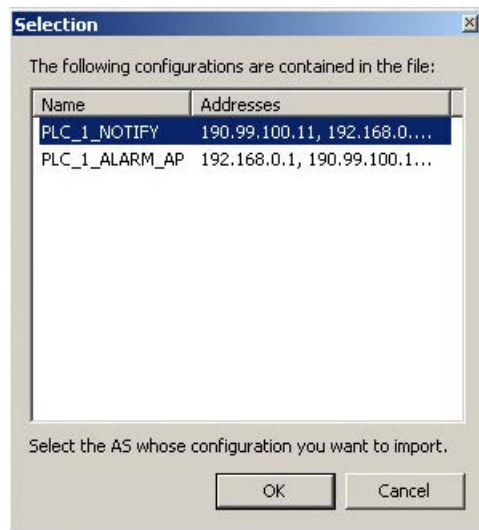 Selection
The following configurations are contained in the file:
Name Addresses
PLC_1_NOTIFY 190.99.100.11, 192.168.0....
PLC_1_ALARM_AP 192.168.0.1, 190.99.100.1...
Select the AS whose configuration you want to import.
OK Cancel